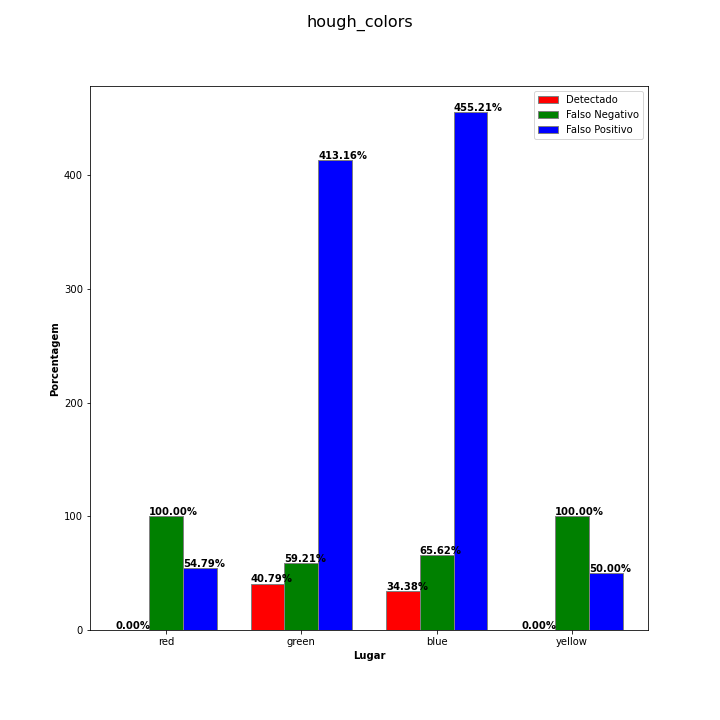 hough_colors
Detectado
Falso Negativo
Falso Positivo
Porcentagem
400
300
200
100
0
0.00%
100.00%
54.79%
40.79%
59.21%
413.16%
34.38%
65.62%
455.21%
0.00%
100.00%
50.00%
red
green
blue
yellow
Lugar